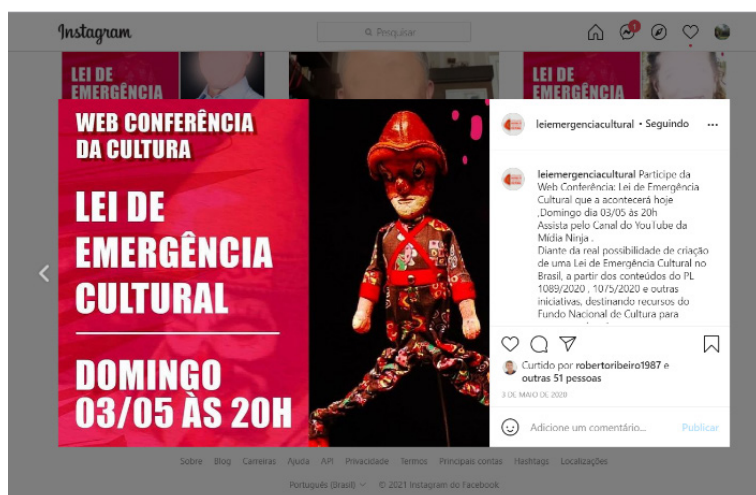 Instagram
Pesquisar
1
LEI DE
EMERGÊNCIA
LEI DE
EMERGÊNCIA
WEB CONFERÊNCIA
DA CULTURA
LEI DE
EMERGÊNCIA
CULTURAL
DOMINGO
03/05 ÀS 20H
leiemergenciacultural • Seguindo
leiemergenciacultural Participe da
Web Conferência: Lei de Emergência
Cultural que a acontecerá hoje
,Domingo dia 03/05 às 20h
Assista pelo Canal do YouTube da
Mídia Ninja .
Diante da real possibilidade de criação
de uma Lei de Emergência Cultural no
Brasil, a partir dos conteúdos do PL
1089/2020 , 1075/2020 e outras
iniciativas, destinando recursos do
Fundo Nacional de Cultura para
Curtido por robertoribeiro1987 e
outras 51 pessoas
3 DE MAIO DE 2020
Adicione um comentário... Publicar
Sobre Blog Carreiras Ajuda API Privacidade Termos Principais contas Hashtags Localizações
Português (Brasil) © 2021 Instagram do Facebook